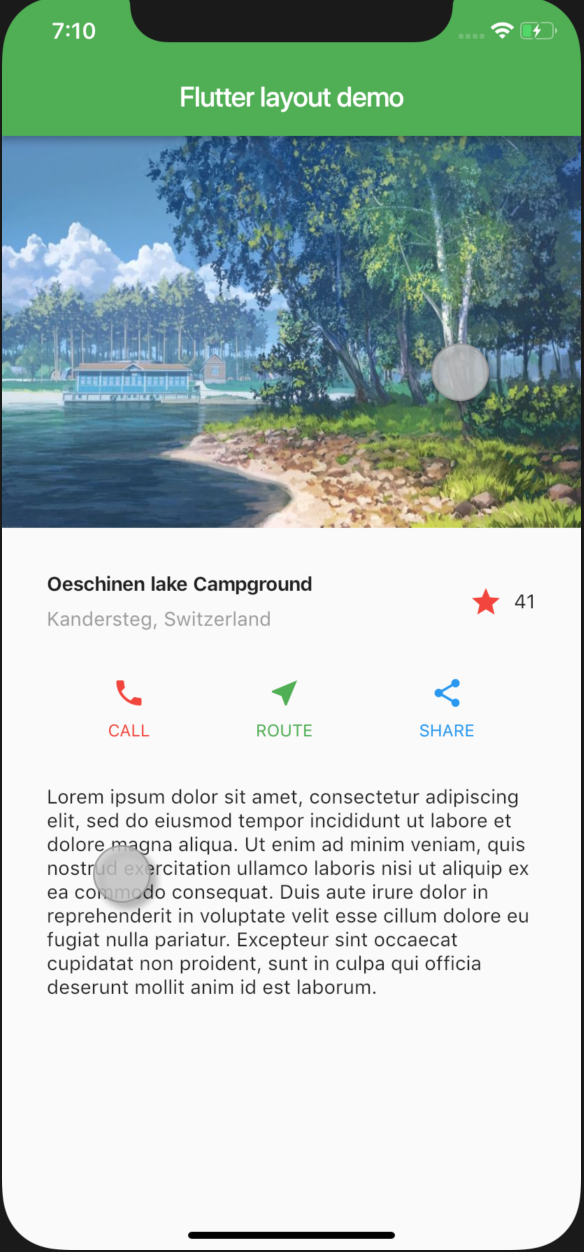 7:10
Flutter layout demo
Oeschinen lake Campground
Kandersteg, Switzerland
41
CALL
ROUTE
SHARE
Lorem ipsum dolor sit amet, consectetur adipiscing
elit, sed do eiusmod tempor incididunt ut labore et
dolore magna aliqua. Ut enim ad minim veniam, quis
nostrud exercitation ullamco laboris nisi ut aliquip ex
ea commodo consequat. Duis aute irure dolor in
reprehenderit in voluptate velit esse cillum dolore eu
fugiat nulla pariatur. Excepteur sint occaecat
cupidatat non proident, sunt in culpa qui officia
deserunt mollit anim id est laborum.